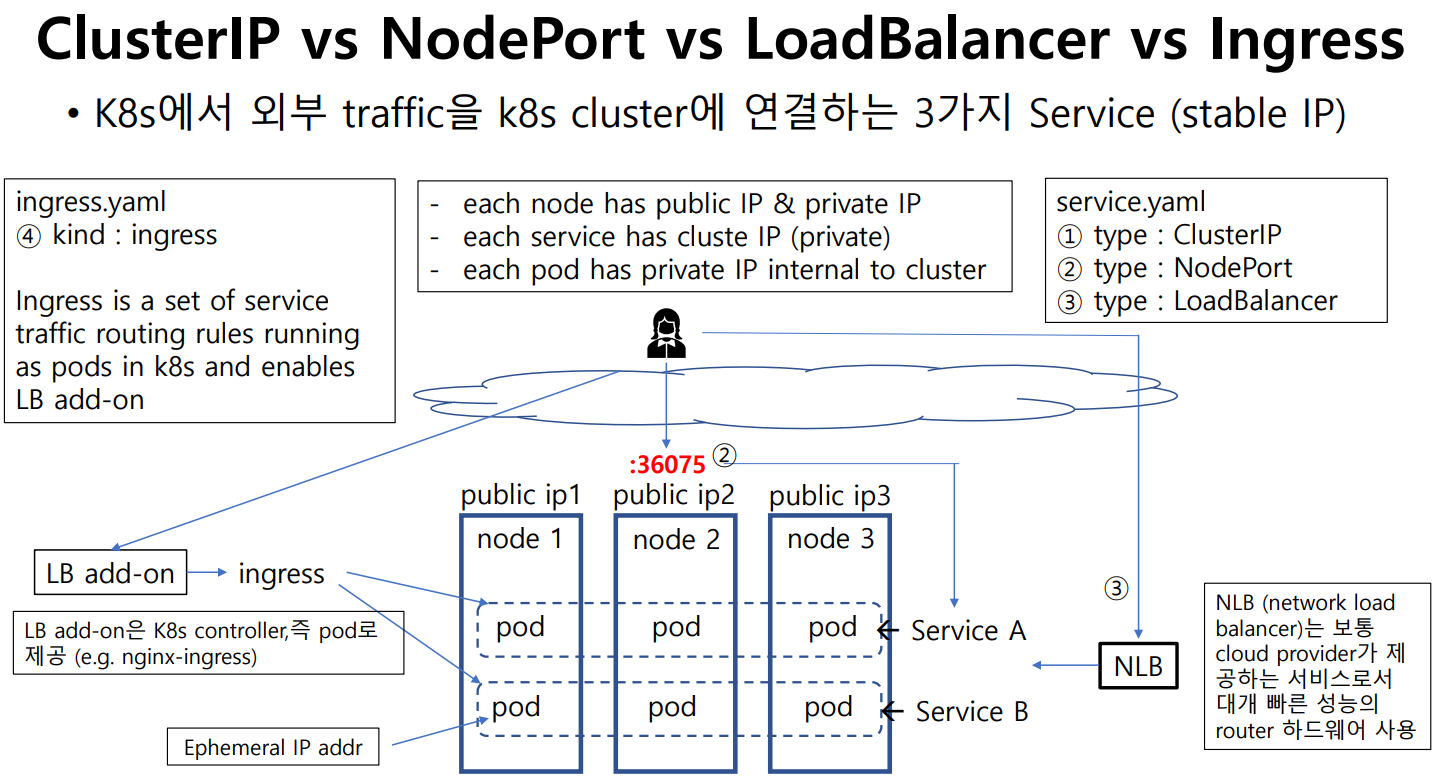 ClusterIP vs NodePort vs LoadBalancer vs Ingress
• K8s에서 외부 traffic을 k8s cluster에 연결하는 3가지 Service (stable IP)
ingress.yaml
④ kind : ingress
Ingress is a set of service
traffic routing rules running
as pods in k8s and enables
LB add-on
- each node has public IP & private IP
- each service has cluste IP (private)
- each pod has private IP internal to cluster
service.yaml
① type : ClusterIP
② type : NodePort
③ type : LoadBalancer
:36075 ②
public ip1 public ip2 public ip3
node 1 node 2 node 3
LB add-on ingress
LB add-on은 K8s controller,즉 pod로
제공 (e.g. nginx-ingress)
pod pod pod Service A
pod pod pod Service B
Ephemeral IP addr
③
NLB
NLB (network load
balancer)는 보통
cloud provider가 제
공하는 서비스로서
대개 빠른 성능의
router 하드웨어 사용